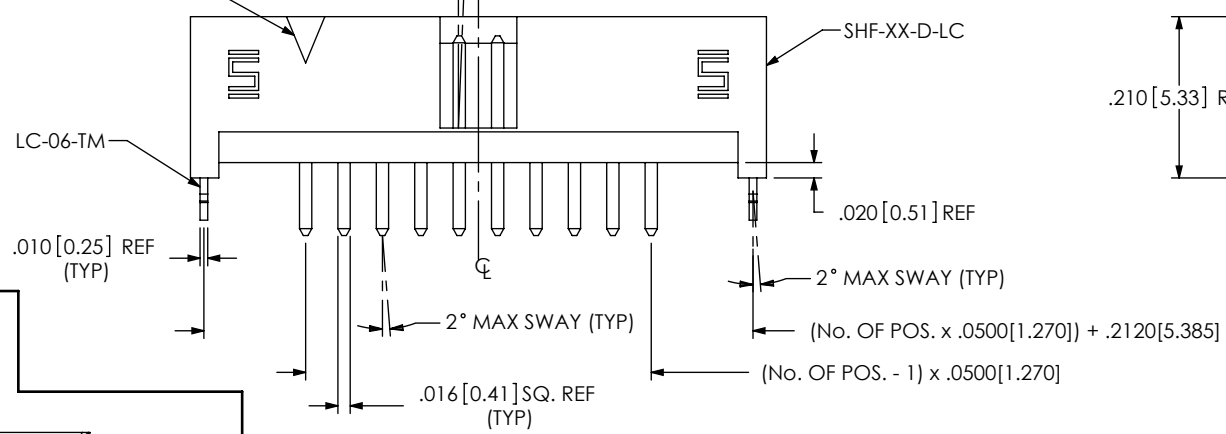 SHF-XX-D-LC
.210[5.33]
LC-06-TM
.020[0.51] REF
.010[0.25] REF
(TYP)
℄
2° MAX SWAY (TYP)
2° MAX SWAY (TYP)
(No. OF POS. x .0500[1.270]) + .2120[5.385]
(No. OF POS. - 1) x .0500[1.270]
.016[0.41] SQ. REF
(TYP)